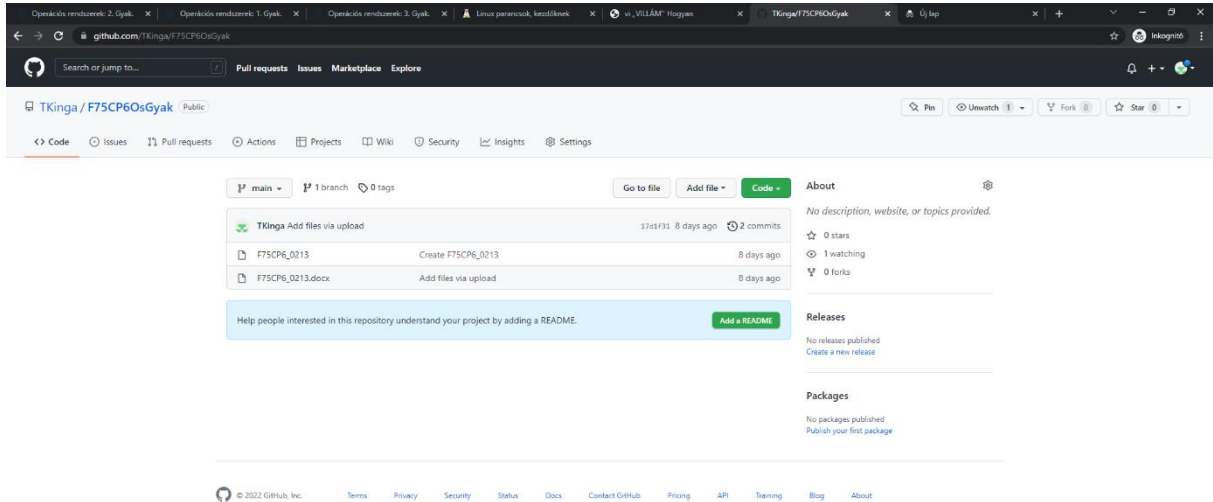 Operációs rendszerek: 2. Gyak. Operációs rendszerek: 1. Gyak. Operációs rendszerek: 3. Gyak. Linux parancsok, kezdőknek vi „VILLÁM" Hogyan TKinga/F75CP6OsGyak Új lap
github.com/TKinga/F75CP6OsGyak Inkognitó
Search or jump to... / Pull requests Issues Marketplace Explore
TKinga / F75CP6OsGyak Public Pin Unwatch 1 Fork 0 Star 0
Code Issues Pull requests Actions Projects Wiki Security Insights Settings
main 1 branch 0 tags Go to file Add file Code About
No description, website, or topics provided.
TKinga Add files via upload 17d1f31 8 days ago 2 commits
0 stars
F75CP6_0213 Create F75CP6_0213 8 days ago
1 watching
F75CP6_0213.docx Add files via upload 8 days ago
0 forks
Help people interested in this repository understand your project by adding a README. Add a README
Releases
No releases published
Create a new release
Packages
No packages published
Publish your first package
© 2022 GitHub, Inc. Terms Privacy Security Status Docs Contact GitHub Pricing API Training Blog About